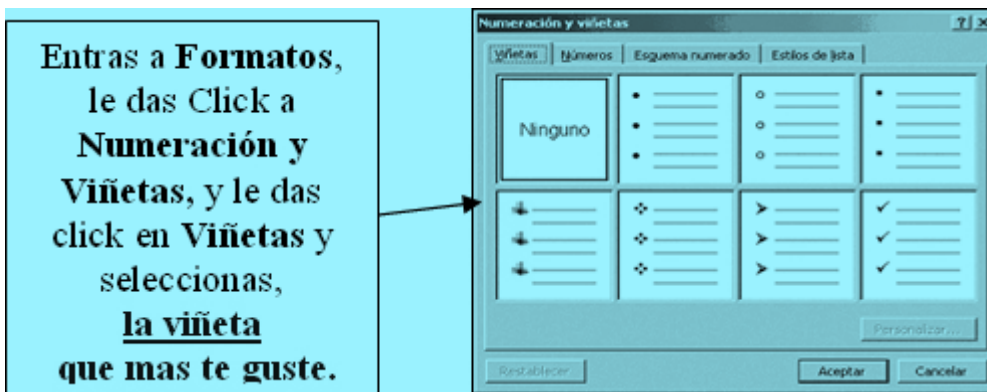 Entras a Formatos,
le das Click a
Numeración y
Viñetas, y le das
click en Viñetas y
seleccionas,
la viñeta
que mas te guste.
Numeración y viñetas
Viñetas Números Esquema numerado Estilos de lista
Ninguno
Personalizar...
Restablecer Aceptar Cancelar